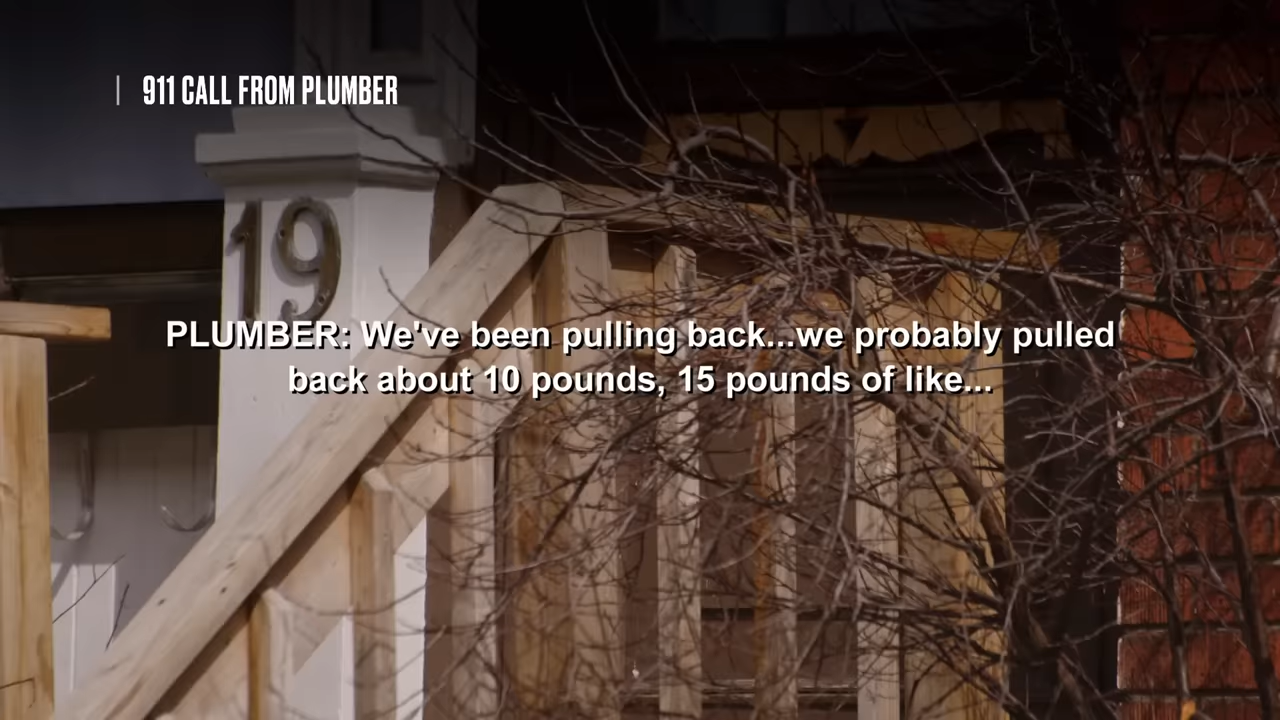 911 CALL FROM PLUMBER
19
PLUMBER: We've been pulling back...we probably pulled
back about 10 pounds, 15 pounds of like...